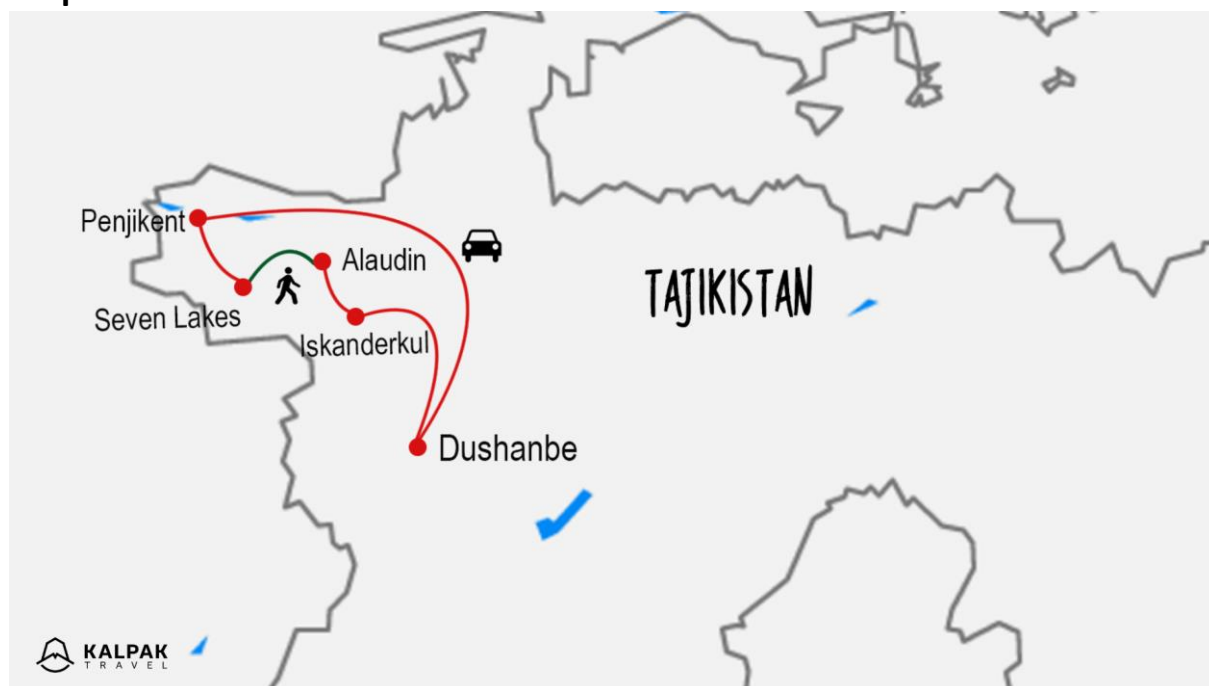 Penjikent
Alaudin
TAJIKISTAN
Seven Lakes
Iskanderkul
Dushanbe
KALPAK
TRAVEL